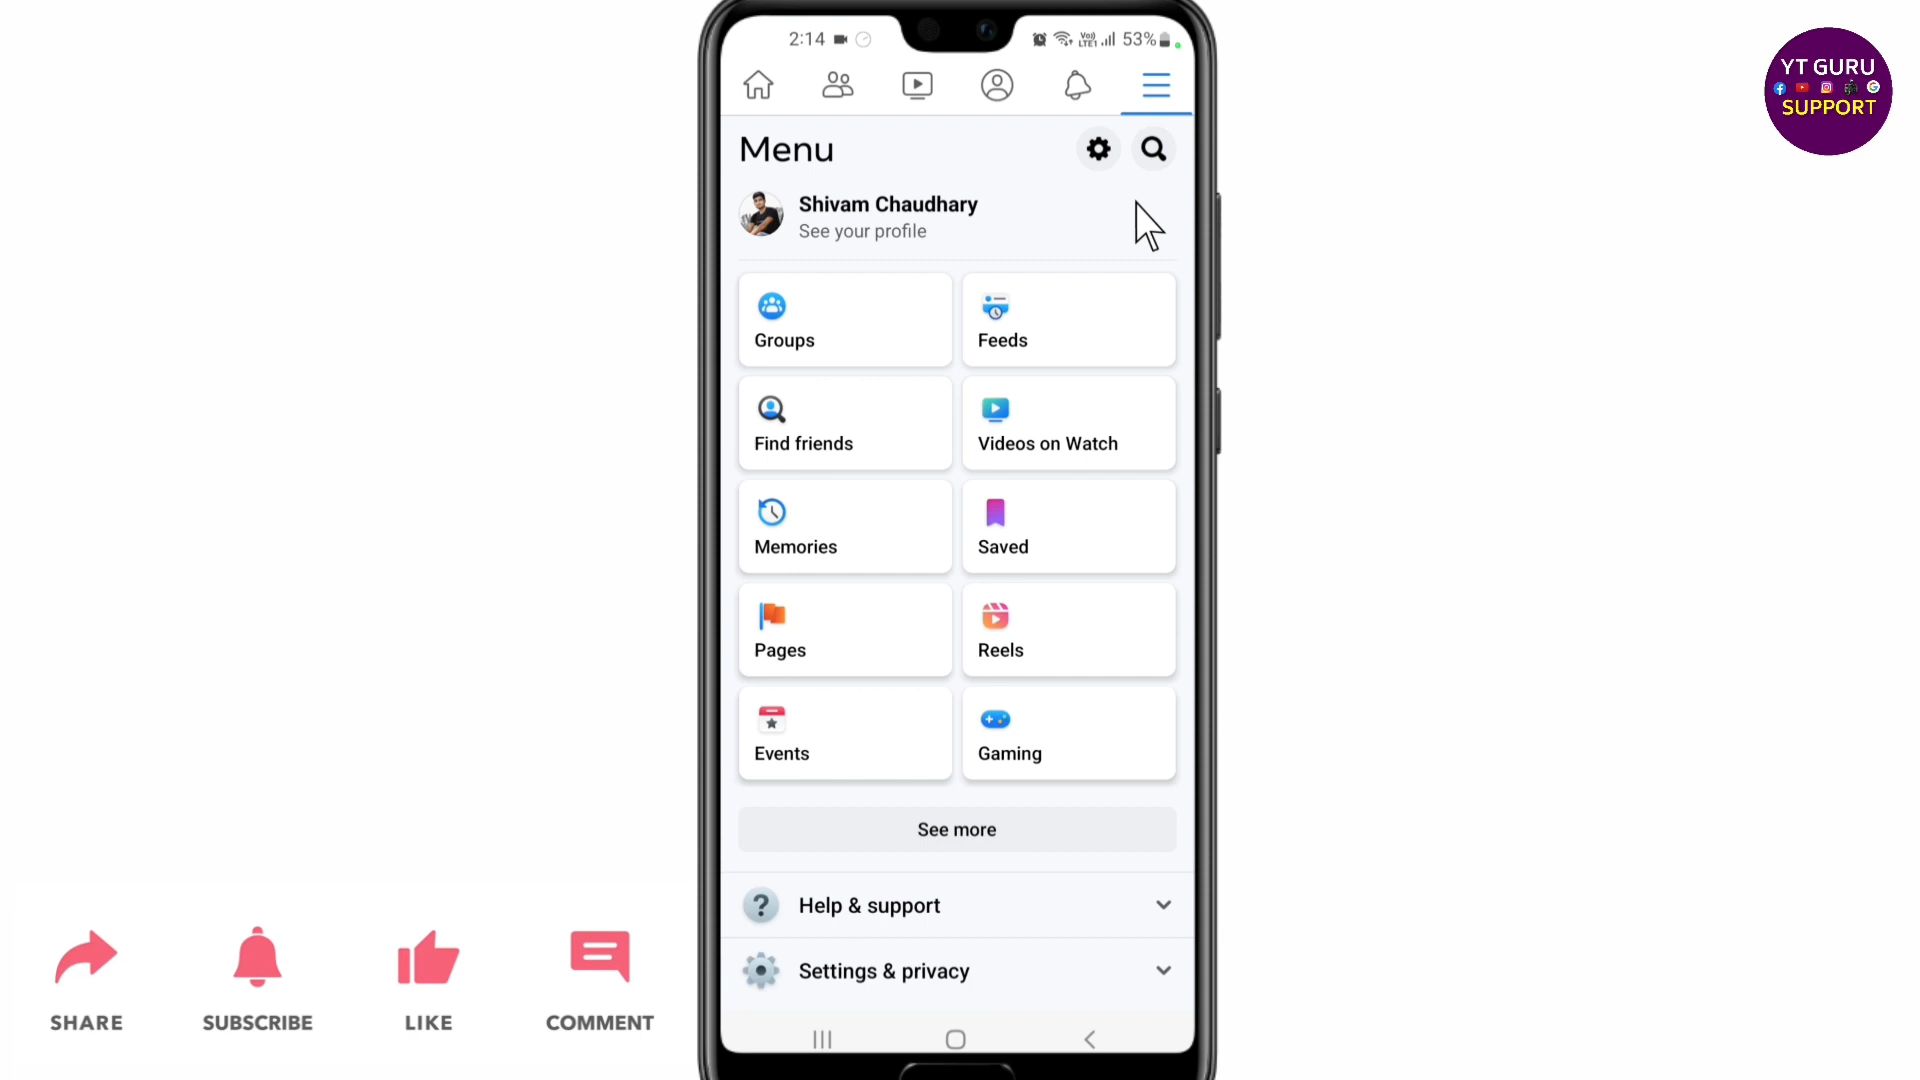 2:14
53%
YT GURU
SUPPORT
Menu
Shivam Chaudhary
See your profile
Groups
Feeds
Find friends
Videos on Watch
Memories
Saved
Pages
Reels
Events
Gaming
See more
Help & support
Settings & privacy
SHARE
SUBSCRIBE
LIKE
COMMENT